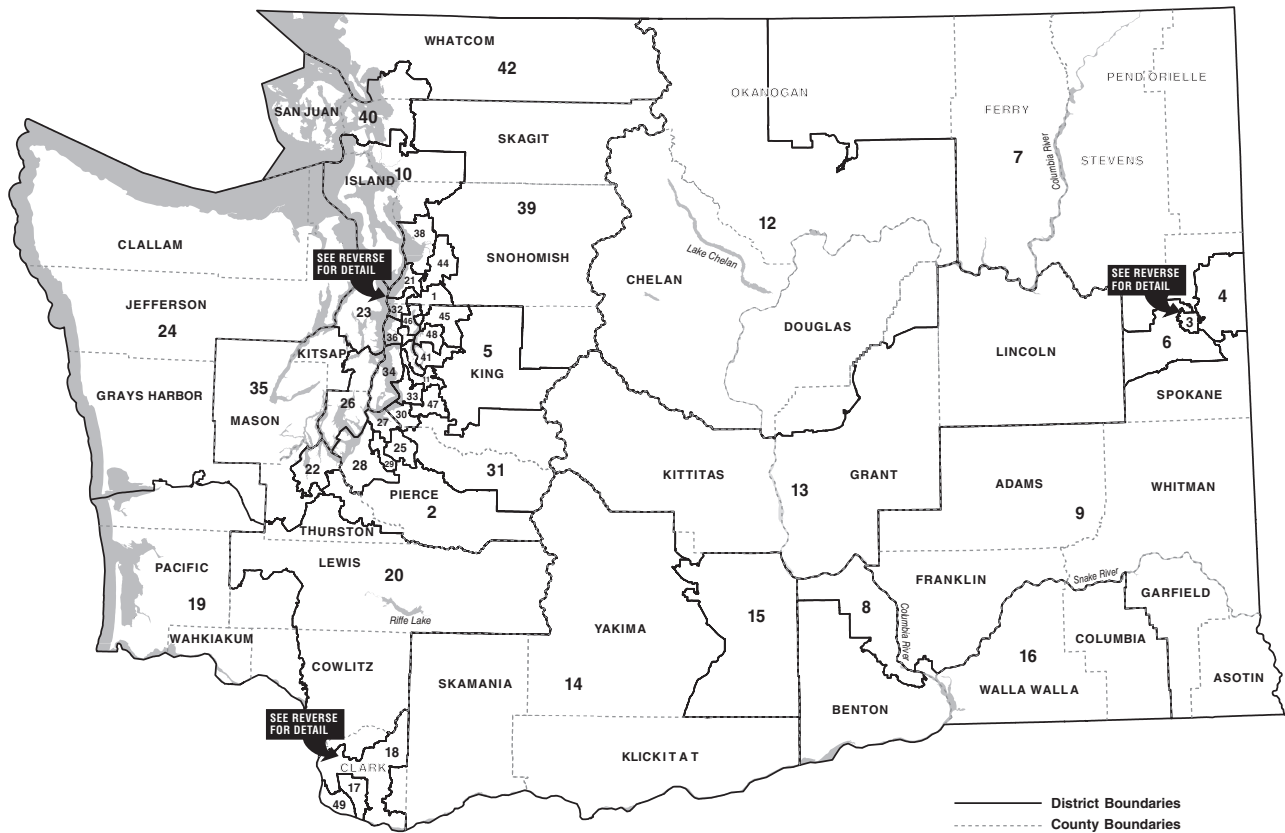 WHATCOM
42
OKANOGAN
PEND ORIELLE
FERRY
SAN JUAN
40
SKAGIT
7
Columbia River
STEVENS
10
ISLAND
39
12
38
CLALLAM
SNOHOMISH
Lake Chelan
44
SEE REVERSE
FOR DETAIL
CHELAN
21
SEE REVERSE
FOR DETAIL
4
1
JEFFERSON
24
23
32
46
45
DOUGLAS
3
36
48
6
KITSAP
41
5
KING
LINCOLN
34
35
GRAYS HARBOR
33
47
SPOKANE
MASON
26
30
27
25
22
28
29
31
KITTITAS
GRANT
ADAMS
WHITMAN
13
9
PIERCE
2
THURSTON
LEWIS
PACIFIC
20
FRANKLIN
Snake River
GARFIELD
19
Riffe Lake
8
Columbia River
15
YAKIMA
WAHKIAKUM
COLUMBIA
COWLITZ
16
SKAMANIA
14
WALLA WALLA
ASOTIN
BENTON
SEE REVERSE
FOR DETAIL
18
CLARK
KLICKITAT
17
49
District Boundaries
County Boundaries